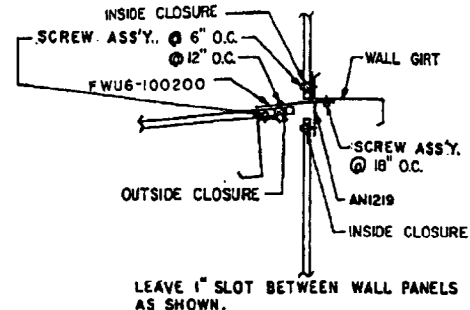 INSIDE CLOSURE
SCREW ASS'Y. @ 6" O.C.
@ 12" O.C.
FWU6-100200
WALL GIRT
SCREW ASS'Y.
@ 18" O.C.
OUTSIDE CLOSURE
AN1219
INSIDE CLOSURE
LEAVE 1" SLOT BETWEEN WALL PANELS
AS SHOWN.